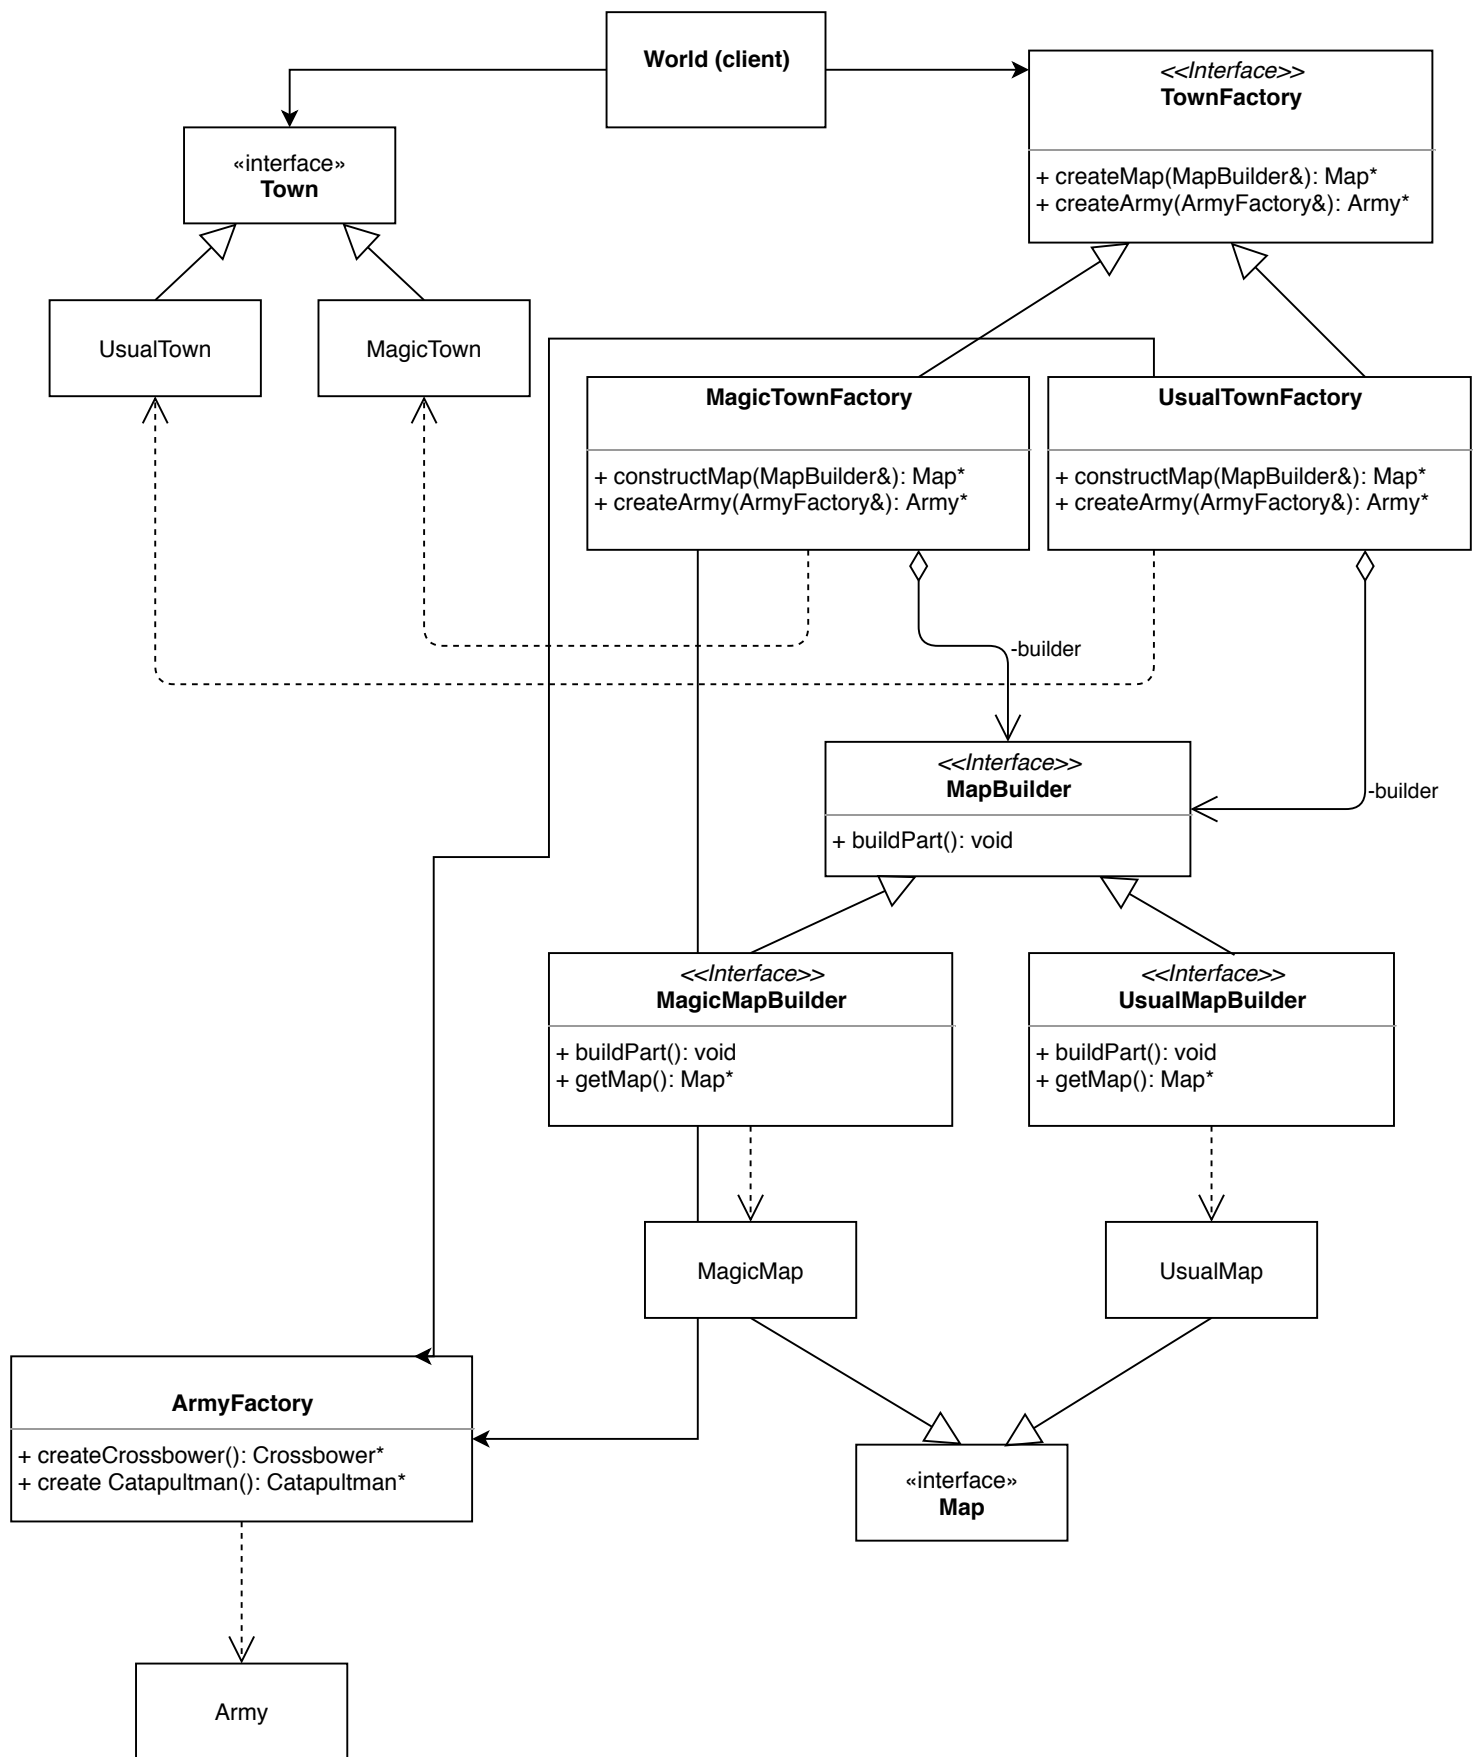 World (client)
<<Interface>>
TownFactory
+ createMap(MapBuilder&): Map*
+ createArmy(ArmyFactory&): Army*
«interface»
Town
UsualTown
MagicTown
MagicTownFactory
+ constructMap(MapBuilder&): Map*
+ createArmy(ArmyFactory&): Army*
UsualTownFactory
+ constructMap(MapBuilder&): Map*
+ createArmy(ArmyFactory&): Army*
-builder
-builder
<<Interface>>
MapBuilder
+ buildPart(): void
<<Interface>>
MagicMapBuilder
+ buildPart(): void
+ getMap(): Map*
<<Interface>>
UsualMapBuilder
+ buildPart(): void
+ getMap(): Map*
MagicMap
UsualMap
ArmyFactory
+ createCrossbower(): Crossbower*
+ create Catapultman(): Catapultman*
«interface»
Map
Army